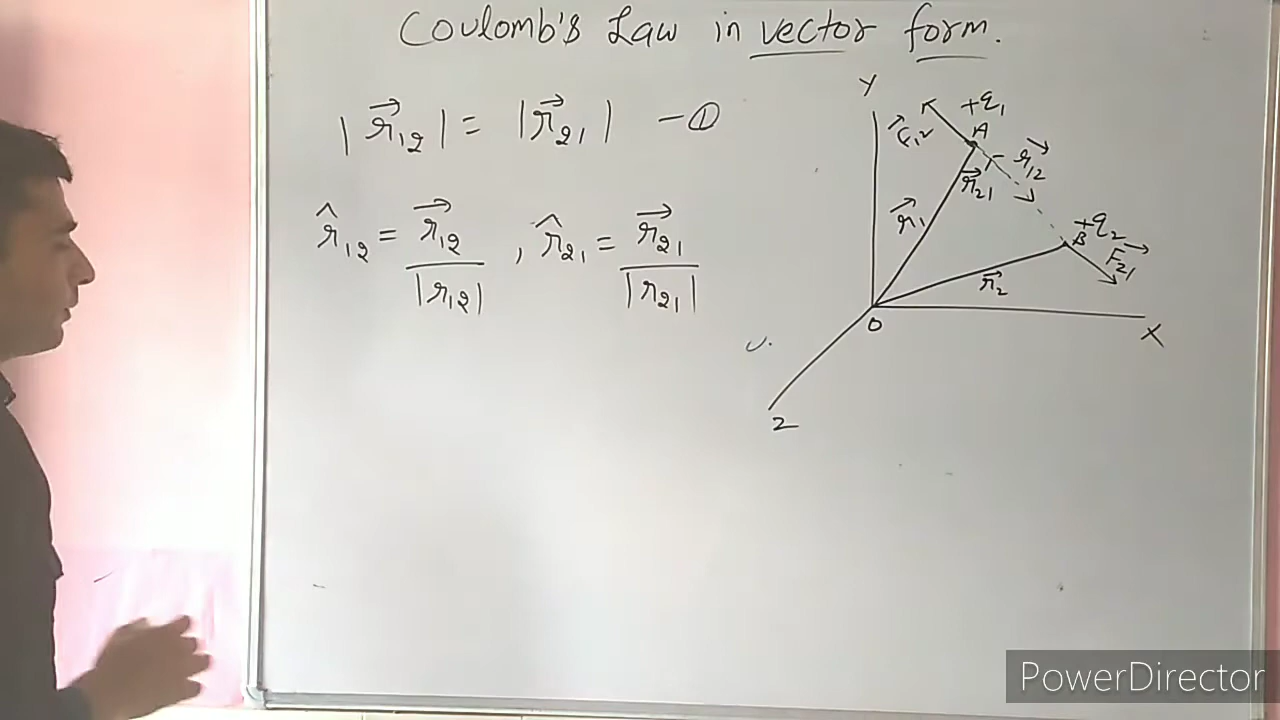 Coulomb's Law in vector form.
|r⃗₁₂| = |r⃗₂₁| —①
r̂₁₂ = r⃗₁₂ / |r₁₂| , r̂₂₁ = r⃗₂₁ / |r₂₁|
Y
+q₁
A
F⃗₁₂
r⃗₁₂
r⃗₂₁
r⃗₁
+q₂
B
F⃗₂₁
r⃗₂
O
X
Z
PowerDirector